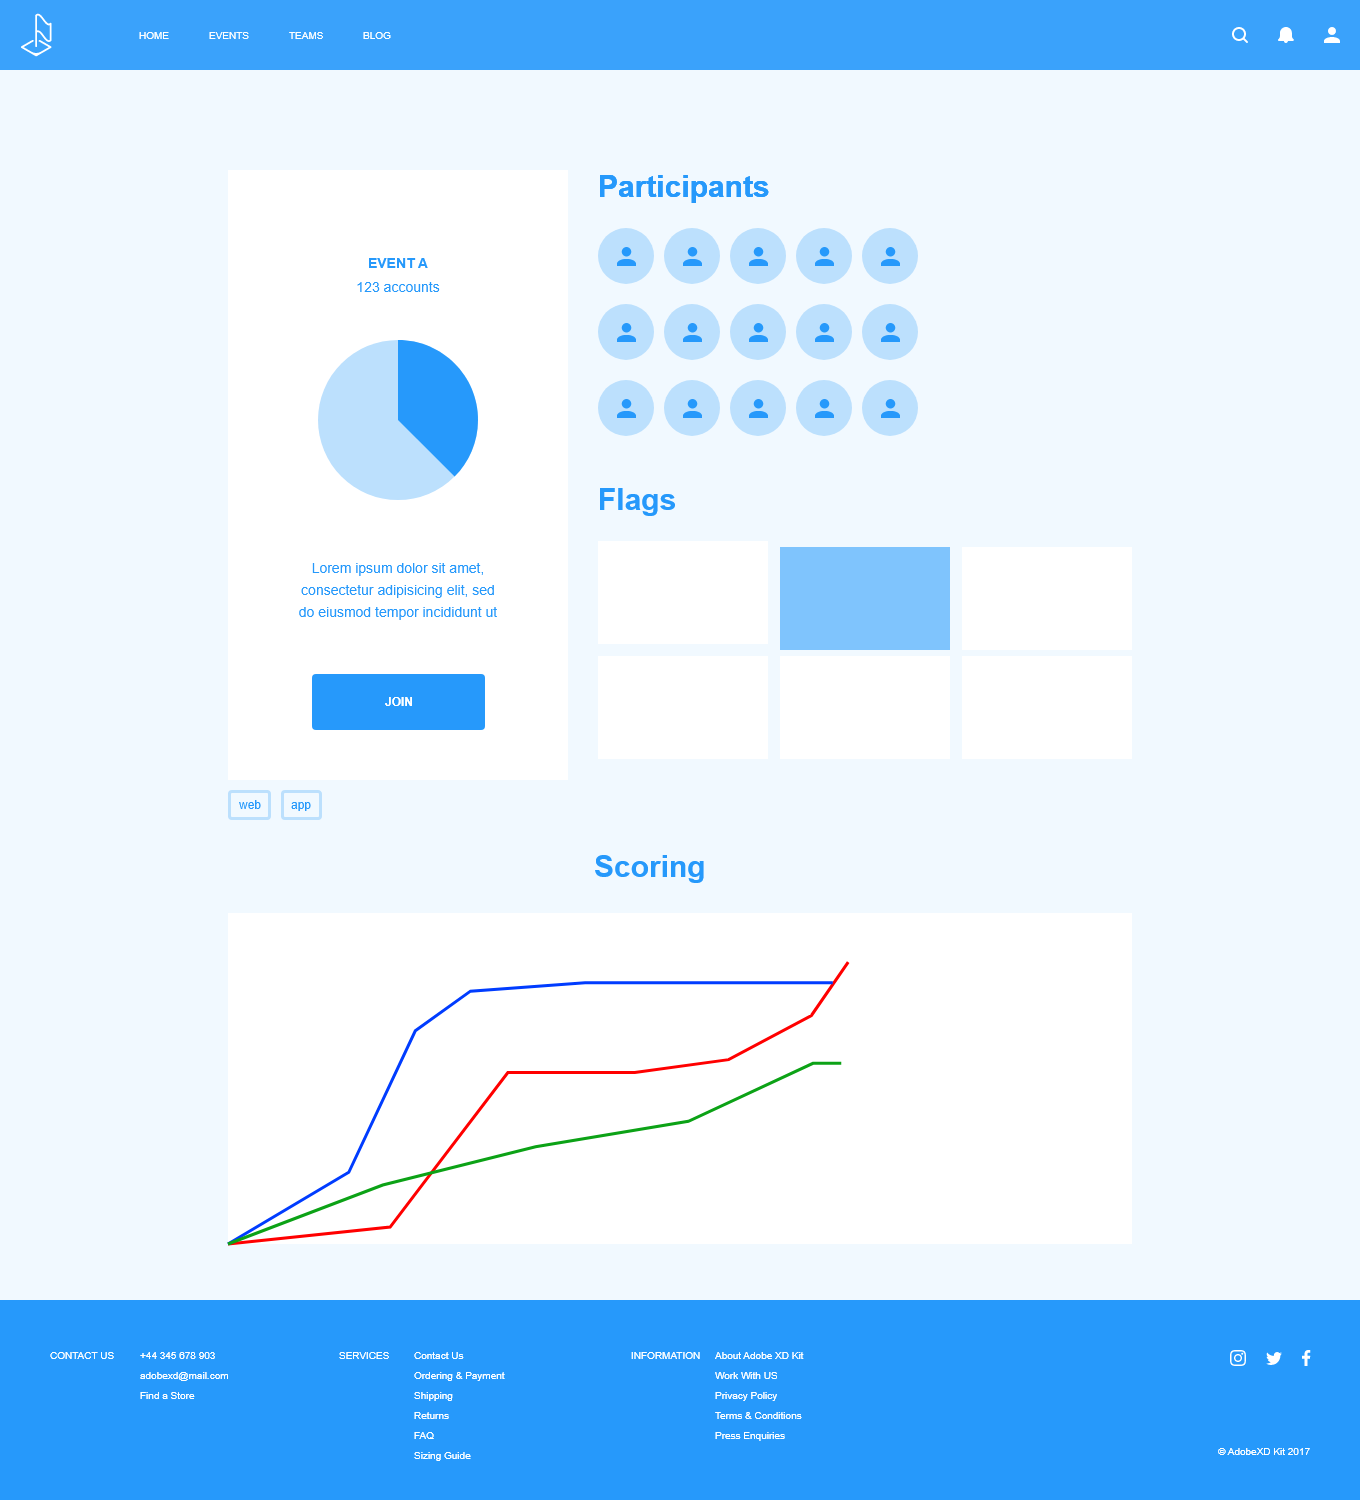 HOME
EVENTS
TEAMS
BLOG
EVENT A
123 accounts
Lorem ipsum dolor sit amet,
consectetur adipisicing elit, sed
do eiusmod tempor incididunt ut
JOIN
web
app
Participants
Flags
Scoring
CONTACT US
+44 345 678 903
adobexd@mail.com
Find a Store
SERVICES
Contact Us
Ordering & Payment
Shipping
Returns
FAQ
Sizing Guide
INFORMATION
About Adobe XD Kit
Work With US
Privacy Policy
Terms & Conditions
Press Enquiries
© AdobeXD Kit 2017